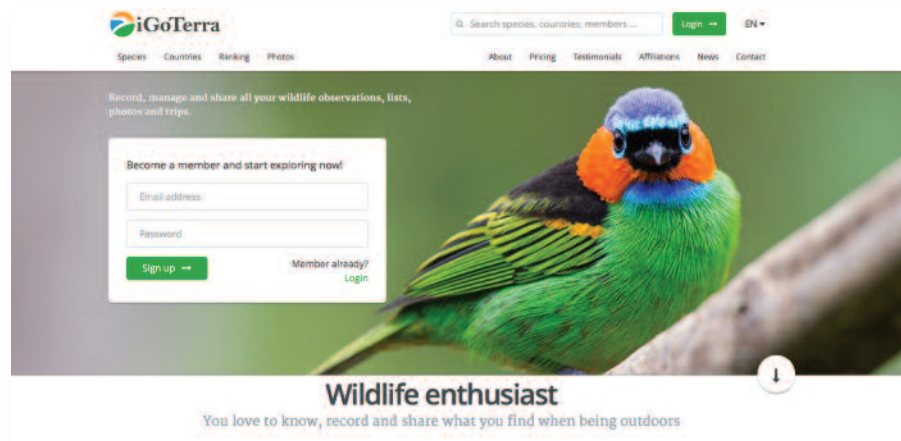 iGoTerra
Search species, countries, members ...
Login →
EN
Species Countries Ranking Photos
About Pricing Testimonials Affiliations News Contact
Record, manage and share all your wildlife observations, lists,
photos and trips.
Become a member and start exploring now!
Email address
Password
Sign up →
Member already?
Login
Wildlife enthusiast
You love to know, record and share what you find when being outdoors